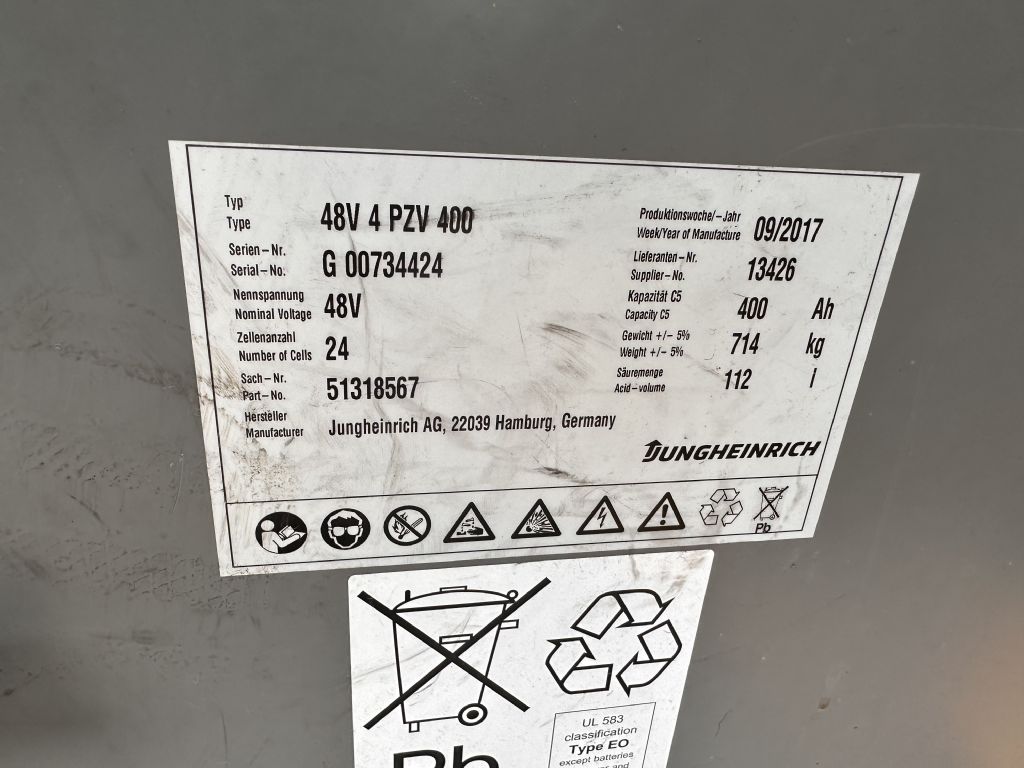 Typ
Type 48V 4 PZV 400
Serien-Nr.
Serial-No. G 00734424
Nennspannung
Nominal Voltage 48V
Zellenanzahl
Number of Cells 24
Sach-Nr.
Part-No. 51318567
Hersteller
Manufacturer Jungheinrich AG, 22039 Hamburg, Germany
Produktionswoche/-Jahr
Week/Year of Manufacture 09/2017
Lieferanten-Nr.
Supplier-No. 13426
Kapazität C5
Capacity C5 400 Ah
Gewicht +/- 5%
Weight +/- 5% 714 kg
Säuremenge
Acid-volume 112 l
JUNGHEINRICH
Pb
Pb
UL 583
classification
Type EO
except batteries
and